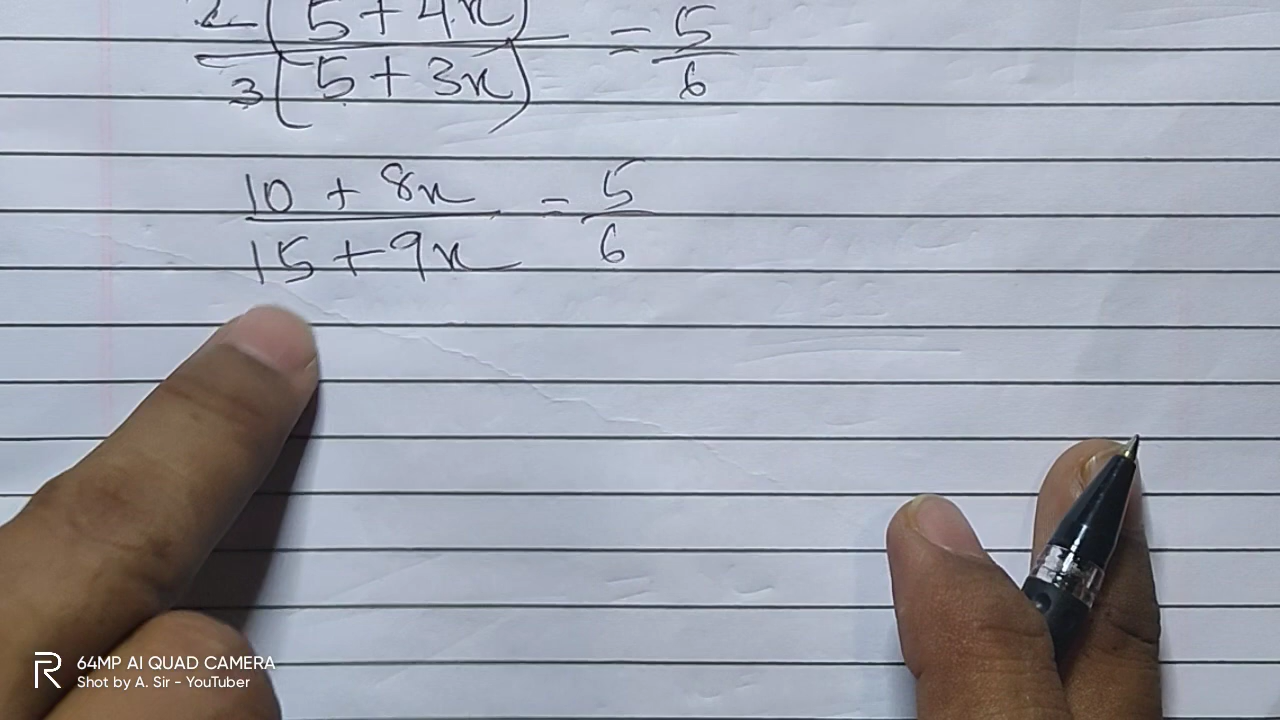 2(5+4x)/3(5+3x) = 5/6
10 + 8x/15 + 9x = 5/6
64MP AI QUAD CAMERA
Shot by A. Sir - YouTuber